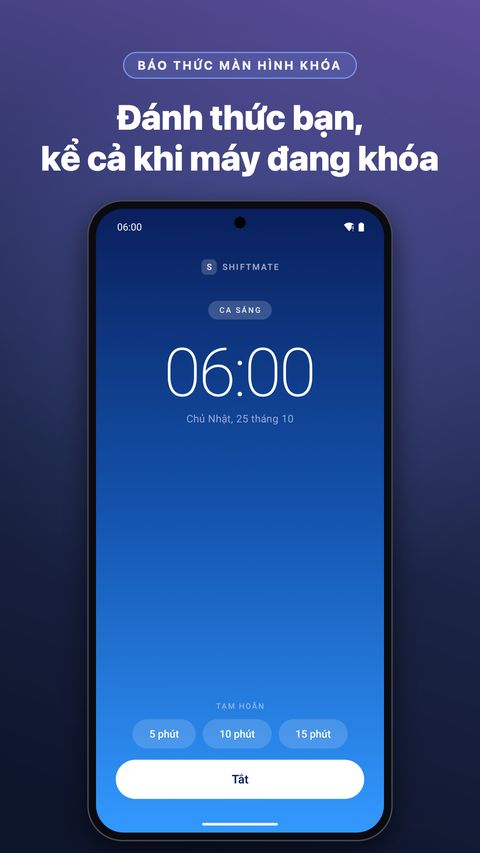 BÁO THỨC MÀN HÌNH KHÓA
Đánh thức bạn,
kể cả khi máy đang khóa
06:00
S SHIFTMATE
CA SÁNG
06:00
Chủ Nhật, 25 tháng 10
TẠM HOÃN
5 phút 10 phút 15 phút
Tắt